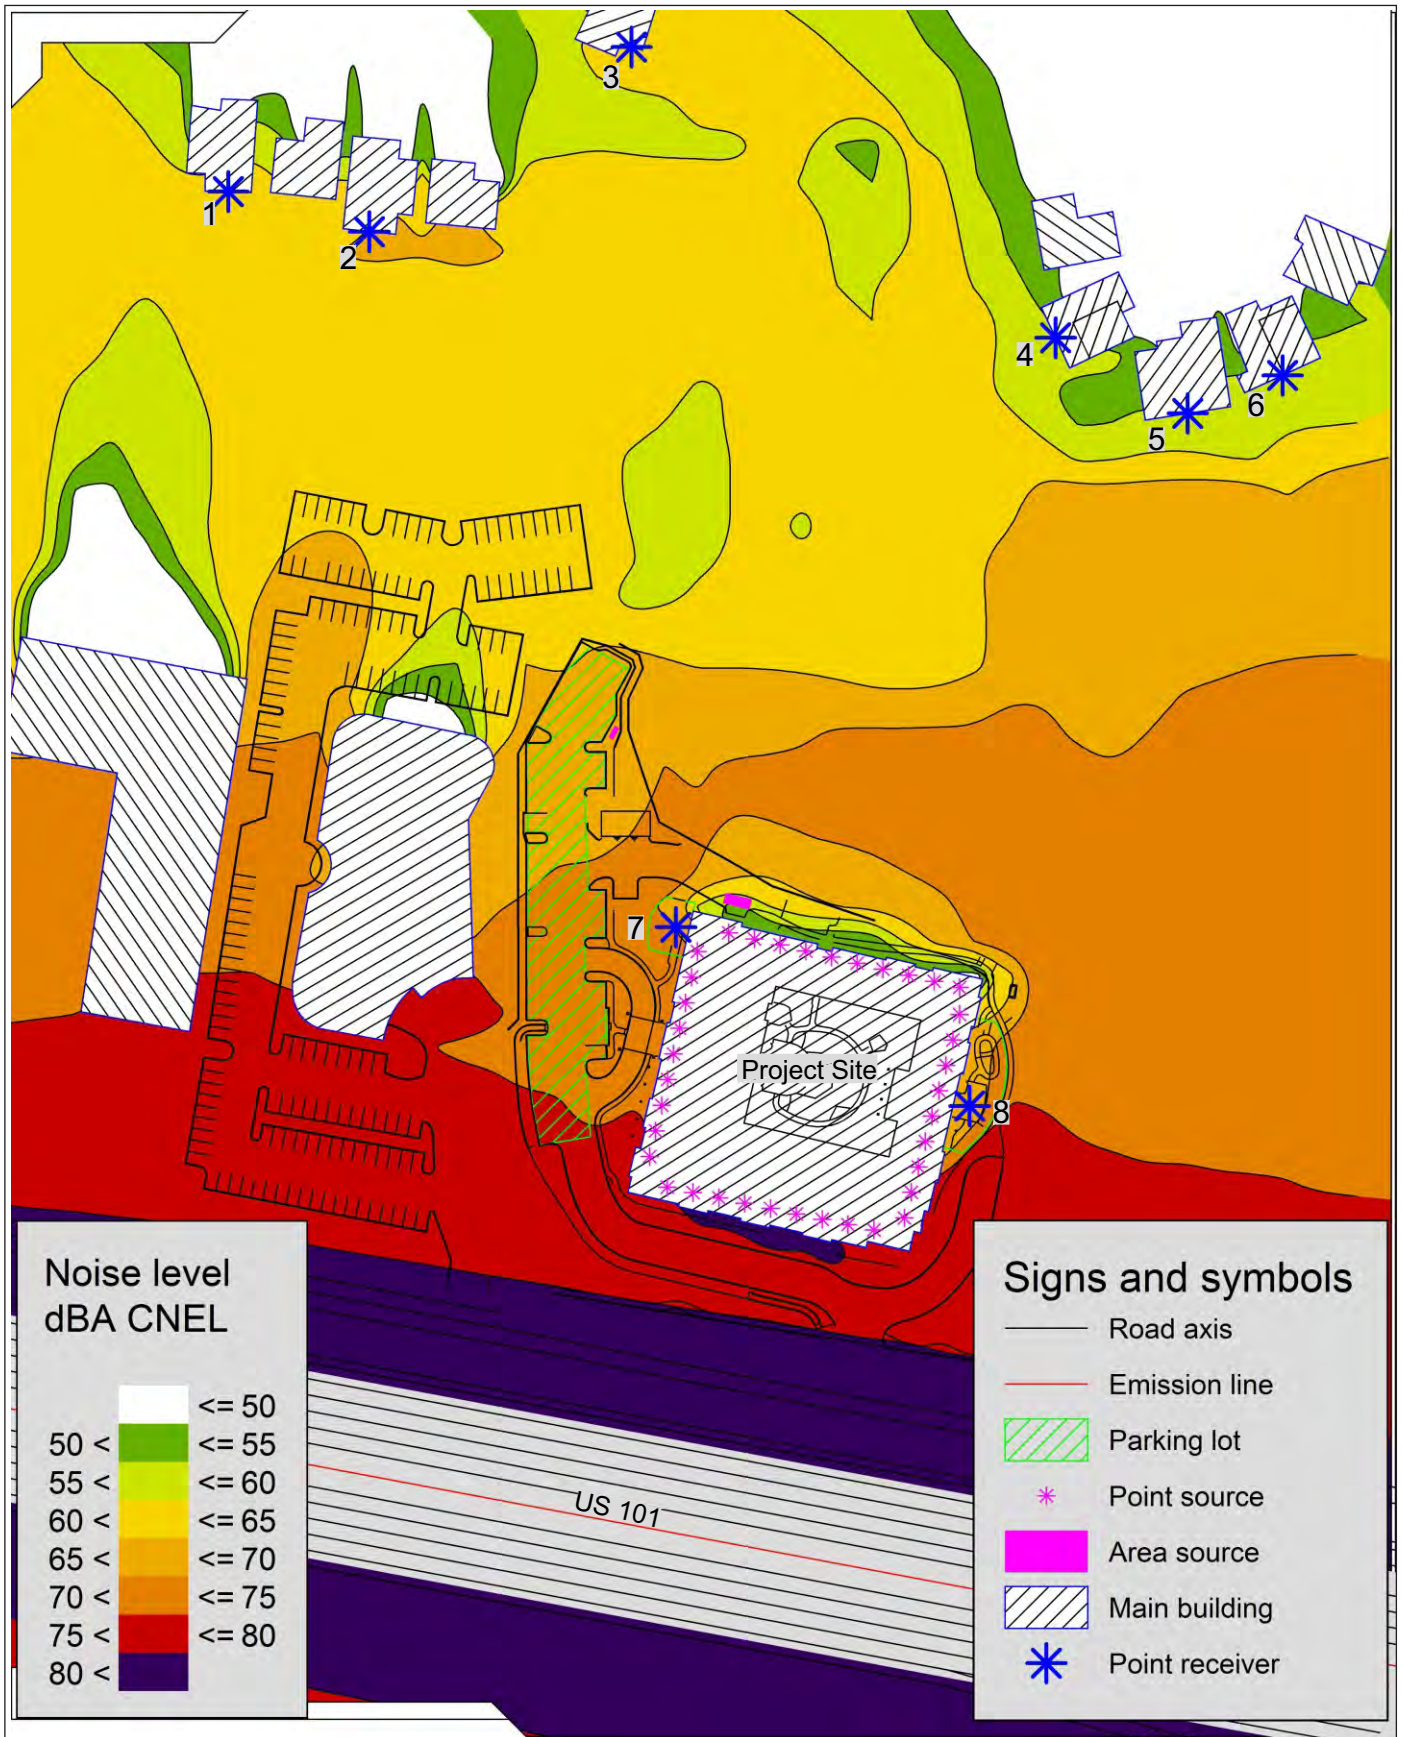 3
1
2
4
5
6
7
Project Site
8
Noise level
dBA CNEL
<= 50
50 < <= 55
55 < <= 60
60 < <= 65
65 < <= 70
70 < <= 75
75 < <= 80
80 <
US 101
Signs and symbols
Road axis
Emission line
Parking lot
Point source
Area source
Main building
Point receiver